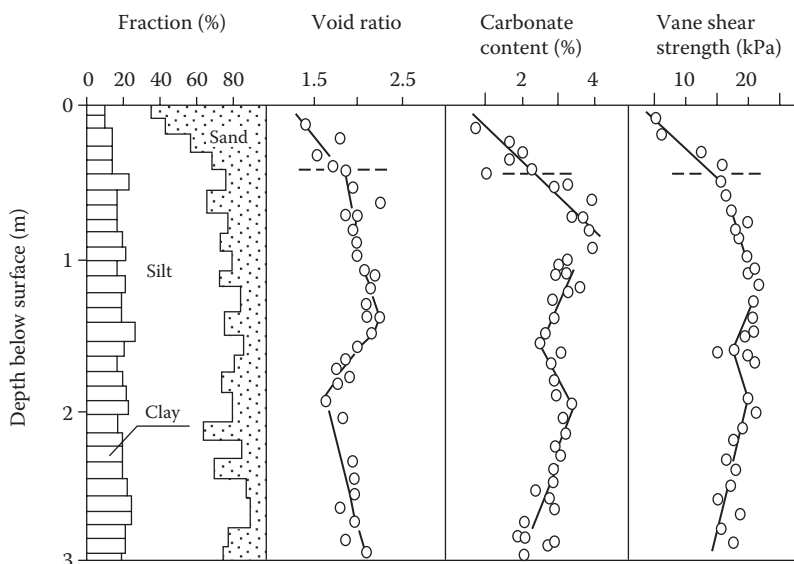 Fraction (%)
Void ratio
Carbonate
content (%)
Vane shear
strength (kPa)
0 20 40 60 80
1.5 2.5
2 4
10 20
0
1
2
3
Depth below surface (m)
Sand
Silt
Clay